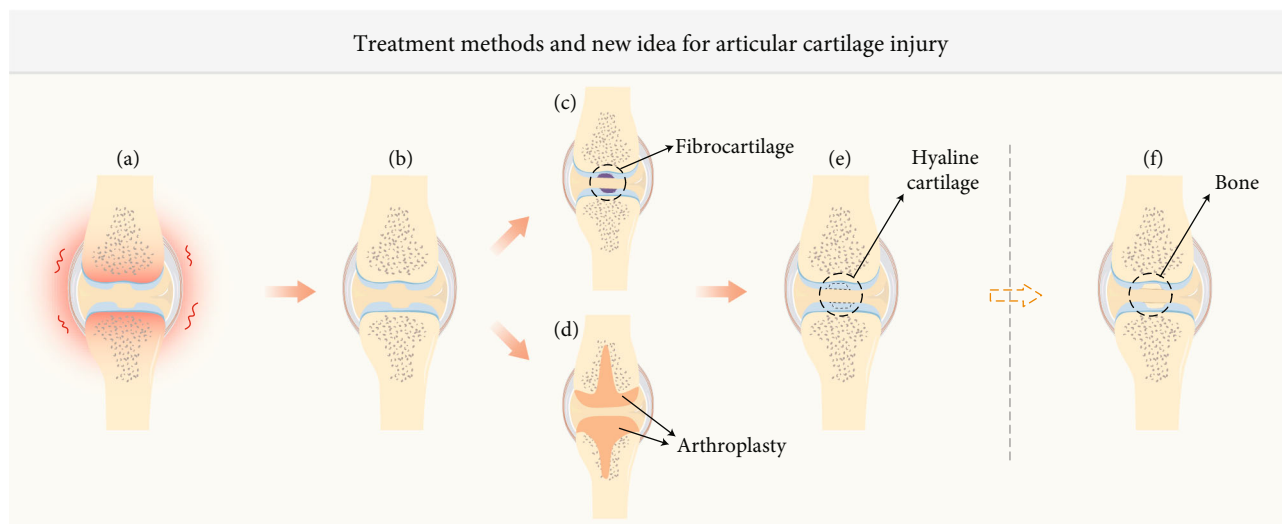 Treatment methods and new idea for articular cartilage injury
(a)
(b)
(c)
Fibrocartilage
(d)
Arthroplasty
(e)
Hyaline
cartilage
(f)
Bone